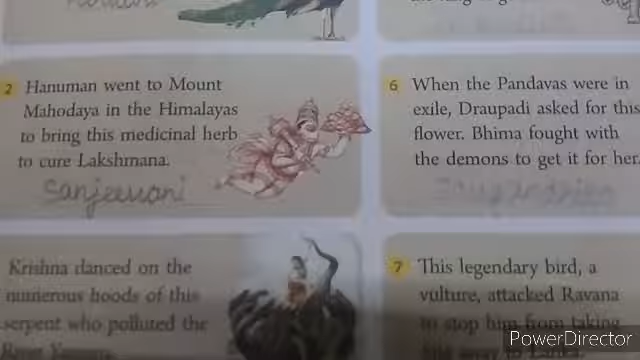 2 Hanuman went to Mount
Mahodaya in the Himalayas
to bring this medicinal herb
to cure Lakshmana.
Sanjeevani
Krishna danced on the
numerous hoods of this
serpent who polluted the
River
6 When the Pandavas were in
exile, Draupadi asked for this
flower. Bhima fought with
the demons to get it for her.
7 This legendary bird, a
vulture, attacked Ravana
to stop him from taking
PowerDirector